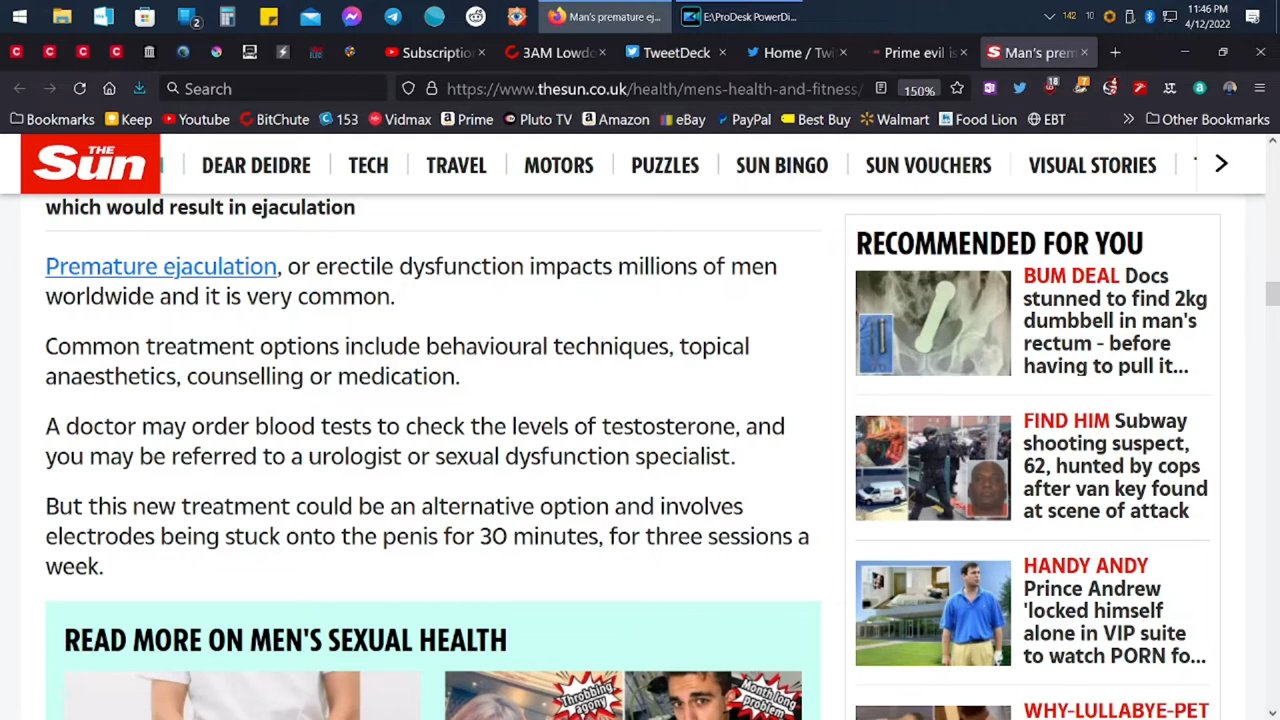 Man's premature ej...
E:\ProDesk PowerDi...
142
10
11:46 PM
4/12/2022
2
Subscription
3AM Lowdo
TweetDeck
Home / Twi
Prime evil is
Man's prem
Search
https://www.thesun.co.uk/health/mens-health-and-fitness/
150%
18
7
Bookmarks
Keep
Youtube
BitChute
153
Vidmax
Prime
Pluto TV
Amazon
eBay
PayPal
Best Buy
Walmart
Food Lion
EBT
Other Bookmarks
THE
Sun
DEAR DEIDRE
TECH
TRAVEL
MOTORS
PUZZLES
SUN BINGO
SUN VOUCHERS
VISUAL STORIES
which would result in ejaculation
Premature ejaculation, or erectile dysfunction impacts millions of men
worldwide and it is very common.
Common treatment options include behavioural techniques, topical
anaesthetics, counselling or medication.
A doctor may order blood tests to check the levels of testosterone, and
you may be referred to a urologist or sexual dysfunction specialist.
But this new treatment could be an alternative option and involves
electrodes being stuck onto the penis for 30 minutes, for three sessions a
week.
READ MORE ON MEN'S SEXUAL HEALTH
Throbbing
agony
Month long
problem
RECOMMENDED FOR YOU
BUM DEAL Docs
stunned to find 2kg
dumbbell in man's
rectum - before
having to pull it...
FIND HIM Subway
shooting suspect,
62, hunted by cops
after van key found
at scene of attack
HANDY ANDY
Prince Andrew
'locked himself
alone in VIP suite
to watch PORN fo...
WHY-LULLABYE-PET